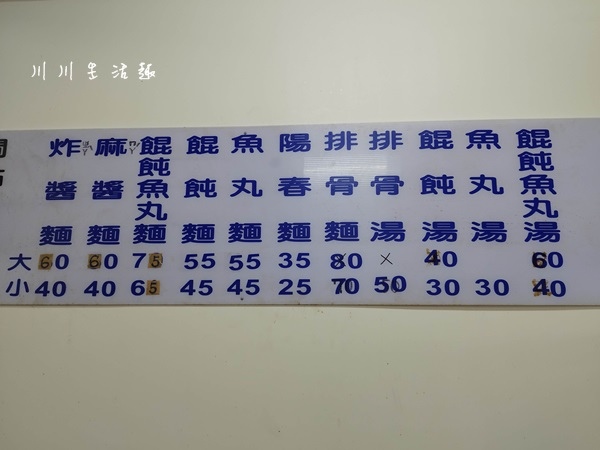 川川生活趣
炸醬麵
麻醬麵
餛飩魚丸麵
餛飩麵
魚丸麵
陽春麵
排骨麵
排骨湯
餛飩湯
魚丸湯
餛飩魚丸湯
大 60 60 75 55 55 35 80 × 40 60
小 40 40 65 45 45 25 70 50 30 30 40